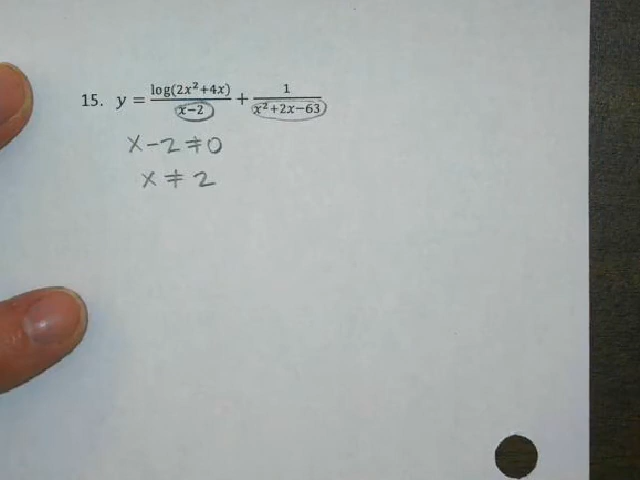 15. y = log(2x²+4x)/x−2 + 1/x²+2x−63
x−2≠0
x≠2